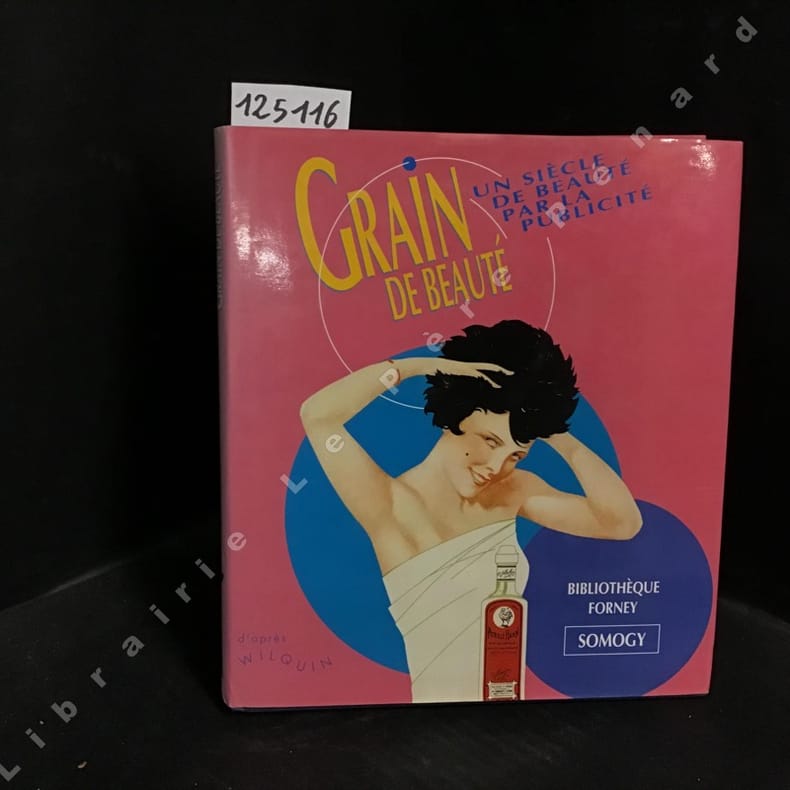 125116
GRAIN
DE BEAUTÉ
UN SIÈCLE
DE BEAUTÉ
PAR LA
PUBLICITÉ
BIBLIOTHÈQUE
FORNEY
SOMOGY
d'après
WILQUIN
Librairie Le Père Pénard